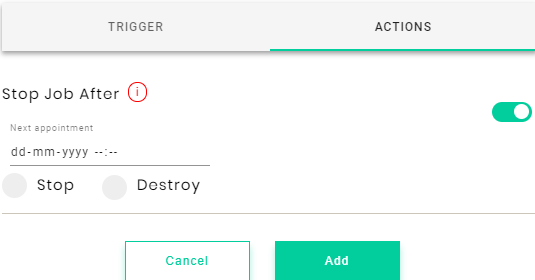 TRIGGER ACTIONS
Stop Job After i
Next appointment
dd-mm-yyyy --:--
Stop Destroy
Cancel Add